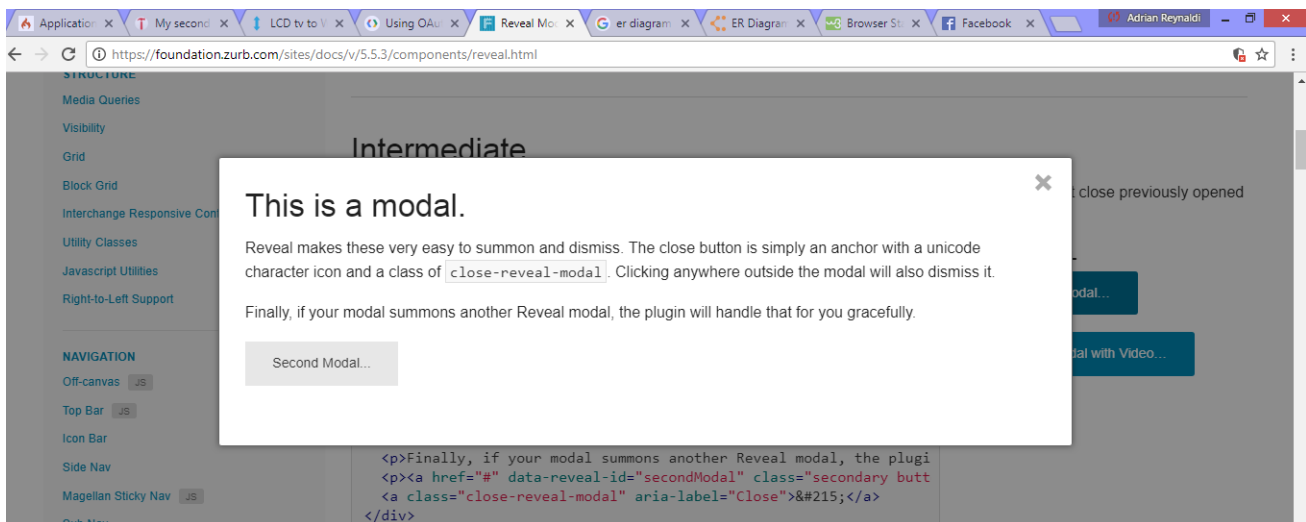 Application
My second
LCD tv to V
Using OAu
Reveal Moc
er diagram
ER Diagram
Browser St
Facebook
Adrian Reynaldi
https://foundation.zurb.com/sites/docs/v/5.5.3/components/reveal.html
STRUCTURE
Media Queries
Visibility
Grid
Block Grid
Interchange Responsive Cont
Utility Classes
Javascript Utilities
Right-to-Left Support
NAVIGATION
Off-canvas JS
Top Bar JS
Icon Bar
Side Nav
Magellan Sticky Nav JS
Sub Nav
Intermediate
close previously opened
odal...
dal with Video...
This is a modal.
Reveal makes these very easy to summon and dismiss. The close button is simply an anchor with a unicode
character icon and a class of close-reveal-modal. Clicking anywhere outside the modal will also dismiss it.
Finally, if your modal summons another Reveal modal, the plugin will handle that for you gracefully.
Second Modal...
<p>Finally, if your modal summons another Reveal modal, the plugi
<p><a href="#" data-reveal-id="secondModal" class="secondary butt
<a class="close-reveal-modal" aria-label="Close">&#215;</a>
</div>